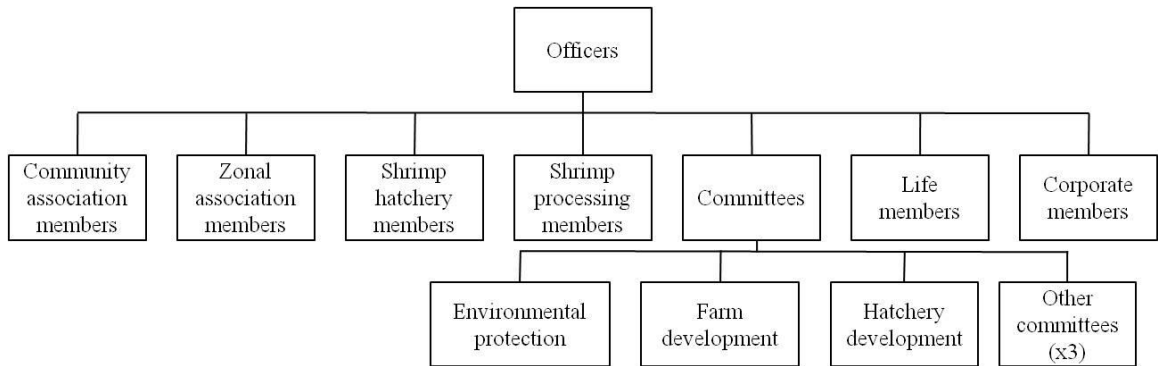 Officers
Community
association
members
Zonal
association
members
Shrimp
hatchery
members
Shrimp
processing
members
Committees
Life
members
Corporate
members
Environmental
protection
Farm
development
Hatchery
development
Other
committees
(x3)